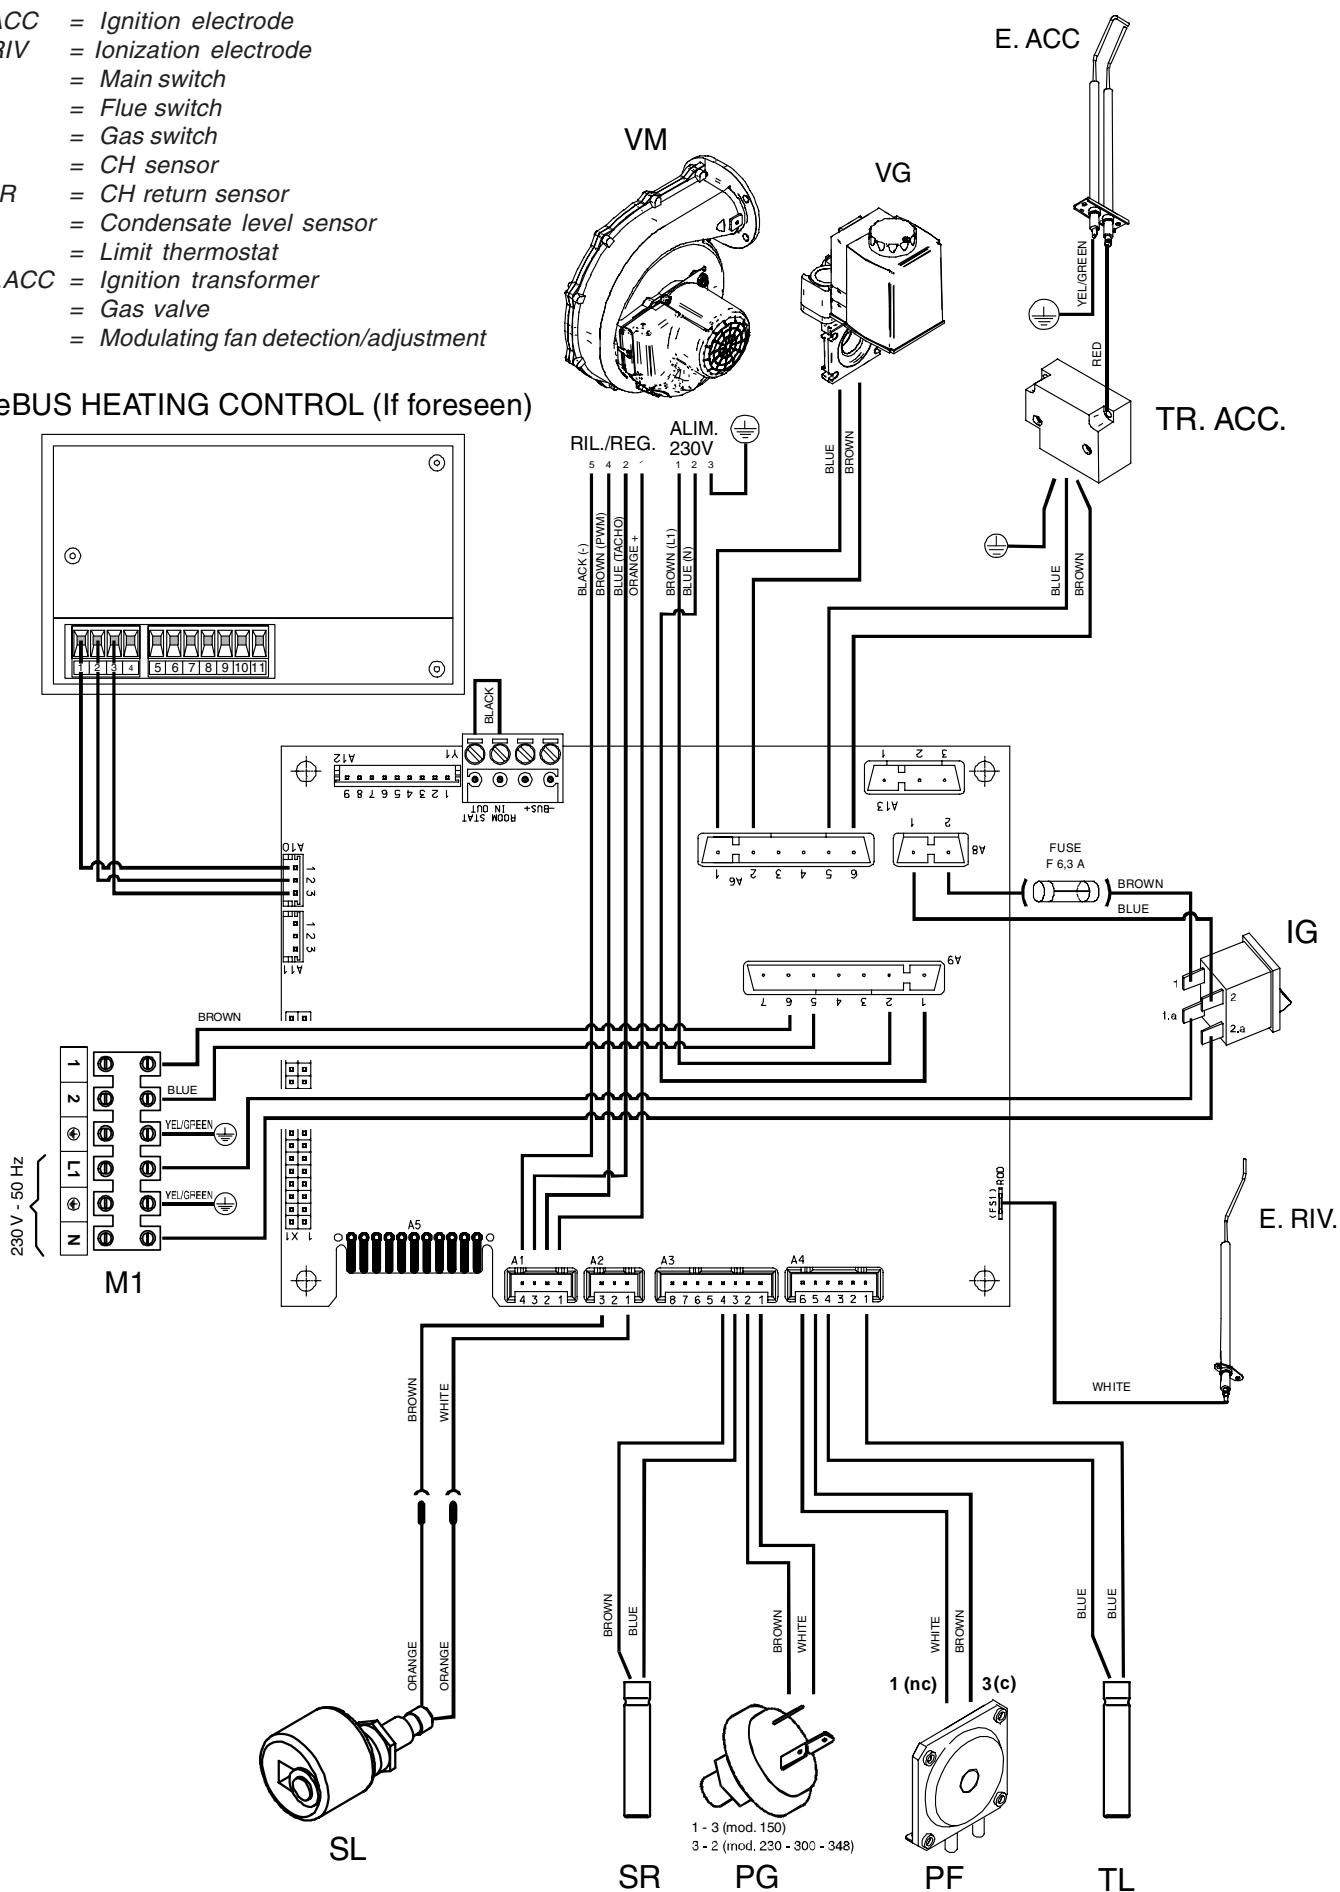 ACC = Ignition electrode
RIV = Ionization electrode
= Main switch
= Flue switch
= Gas switch
= CH sensor
R = CH return sensor
= Condensate level sensor
= Limit thermostat
.ACC = Ignition transformer
= Gas valve
= Modulating fan detection/adjustment
E. ACC
VM
VG
YEL/GREEN
RED
TR. ACC.
eBUS HEATING CONTROL (If foreseen)
RIL./REG.
ALIM.
230V
5 4 2
1 2 3
BLACK (-)
BROWN (PWM)
BLUE (TACHO)
ORANGE +
BROWN (L1)
BLUE (N)
BLUE
BROWN
BLUE
BROWN
1 2 3 4 5 6 7 8 9 10 11
BLACK
A12
Y1
9 8 7 6 5 4 3 2 1
ROOM STAT
IN OUT
-BUS+
1 2 3
A13
1 2
A8
1 2 3 4 5 6
A6
FUSE
F 6,3 A
BROWN
BLUE
IG
1
2
1.a
2.a
A10
1 2 3
1 2 3
A11
A9
7 6 5 4 3 2 1
BROWN
BLUE
YEL/GREEN
YEL/GREEN
1
2
L1
N
230 V - 50 Hz
M1
X1
1
A5
(FS1) ROD
E. RIV.
WHITE
A1
4 3 2 1
A2
3 2 1
A3
8 7 6 5 4 3 2 1
A4
6 5 4 3 2 1
BROWN
WHITE
ORANGE
ORANGE
BROWN
BLUE
BROWN
WHITE
WHITE
BROWN
BLUE
BLUE
1 (nc)
3(c)
1 - 3 (mod. 150)
3 - 2 (mod. 230 - 300 - 348)
SL
SR
PG
PF
TL